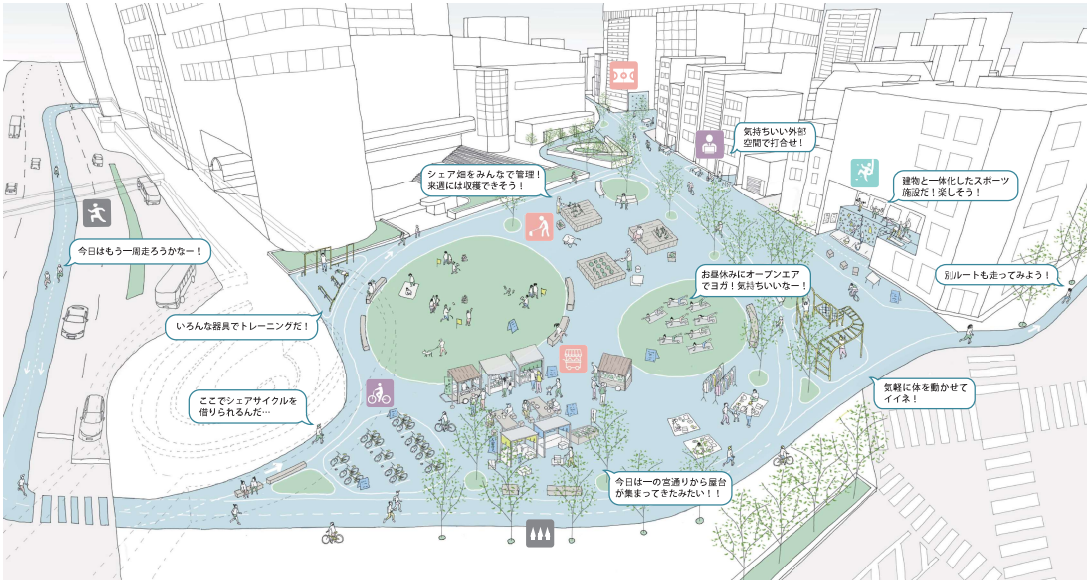 気持ちいい外部
空間で打合せ！
シェア畑をみんなで管理！
来週には収穫できそう！
建物と一体化したスポーツ
施設だ！楽しそう！
今日はもう一周走ろうかなー！
お昼休みにオープンエア
でヨガ！気持ちいいなー！
別ルートも走ってみよう！
いろんな器具でトレーニングだ！
気軽に体を動かせて
イイネ！
ここでシェアサイクルを
借りられるんだ…
今日は一の宮通りから屋台
が集まってきたみたい！！